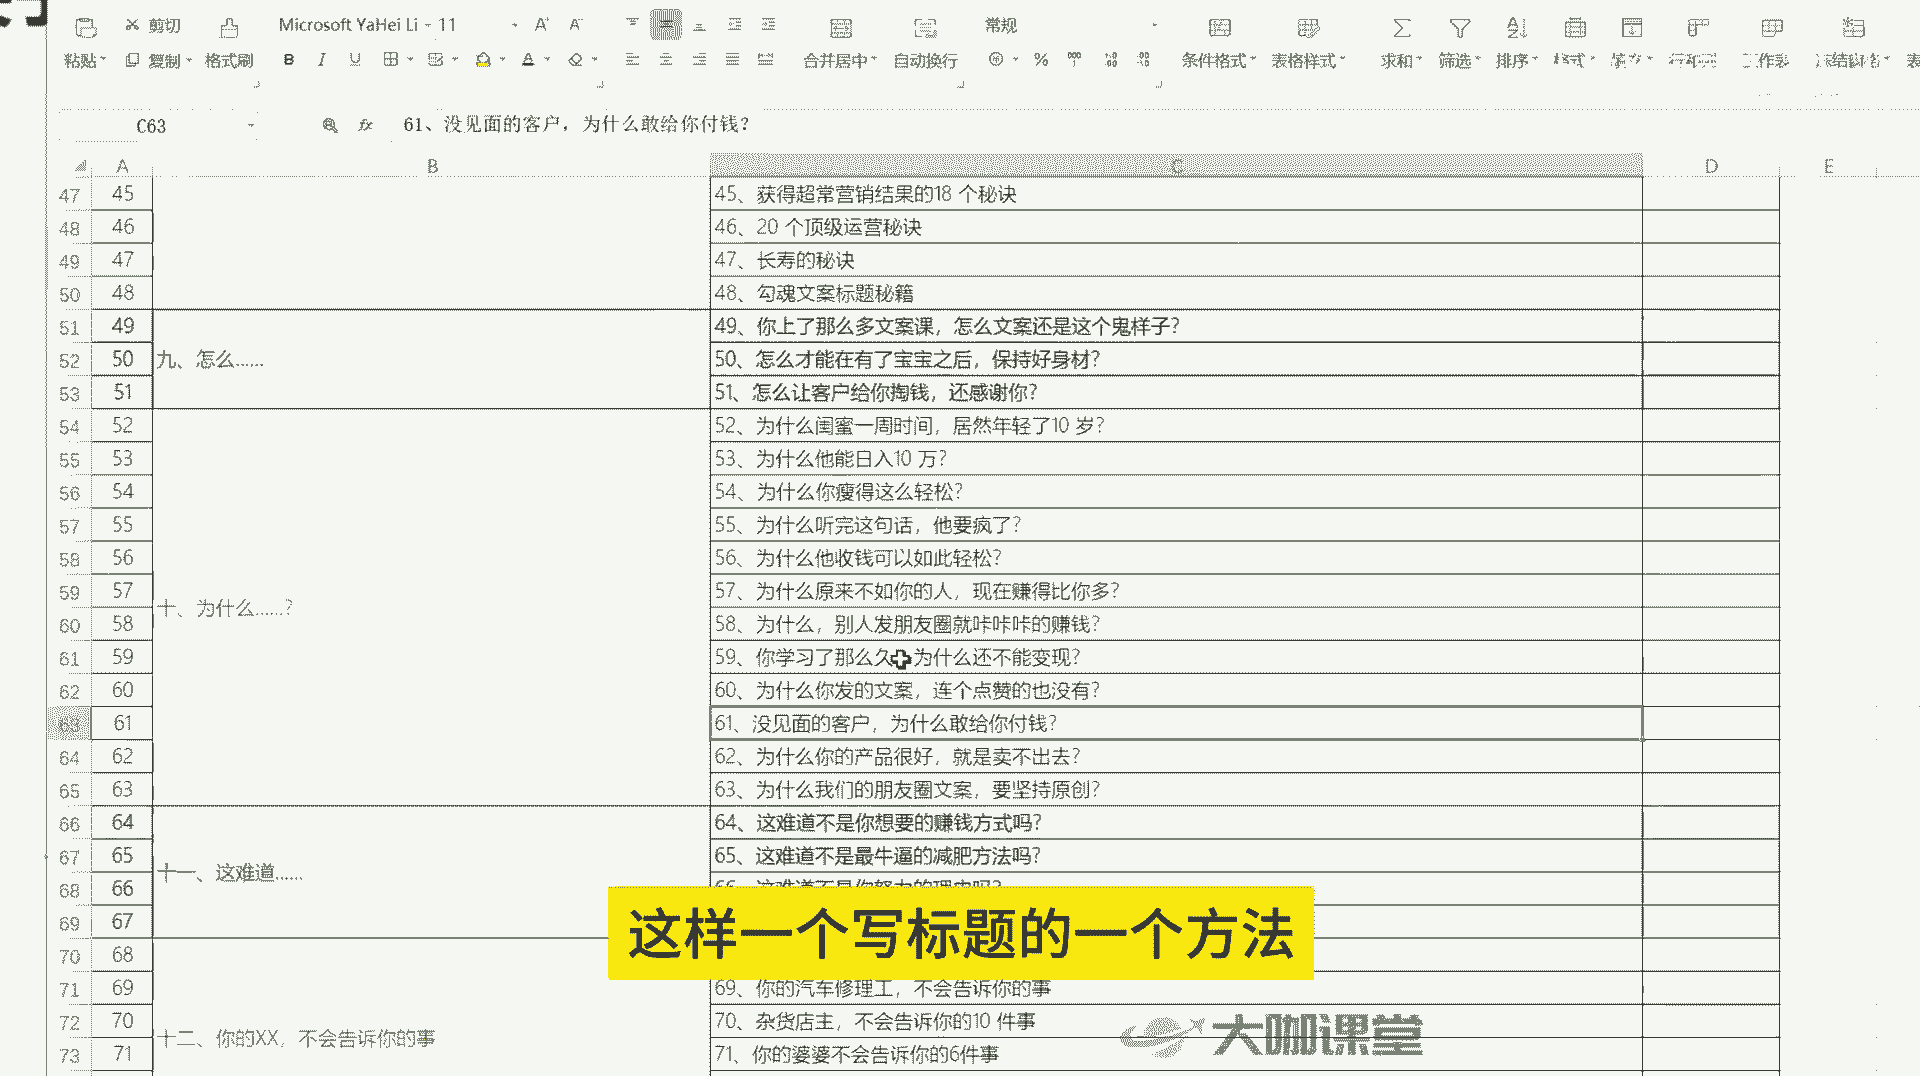 剪切 Microsoft YaHei Li 11 A⁺ A⁻ 常规
粘贴 复制 格式刷 B I U A 合并居中 自动换行 % 条件格式 表格样式 求和 筛选 排序 工作表
C63 fx 61、没见面的客户，为什么敢给你付钱？
A B C D E
47 45 45、获得超常营销结果的18 个秘诀
48 46 46、20 个顶级运营秘诀
49 47 47、长寿的秘诀
50 48 48、勾魂文案标题秘籍
51 49 49、你上了那么多文案课，怎么文案还是这个鬼样子？
52 50 九、怎么…… 50、怎么才能在有了宝宝之后，保持好身材？
53 51 51、怎么让客户给你掏钱，还感谢你？
54 52 52、为什么闺蜜一周时间，居然年轻了10 岁？
55 53 53、为什么他能日入10 万？
56 54 54、为什么你瘦得这么轻松？
57 55 55、为什么听完这句话，他要疯了？
58 56 56、为什么他收钱可以如此轻松？
59 57 57、为什么原来不如你的人，现在赚得比你多？
十、为什么……？
60 58 58、为什么，别人发朋友圈就咔咔咔的赚钱？
61 59 59、你学习了那么久 为什么还不能变现？
62 60 60、为什么你发的文案，连个点赞的也没有？
63 61 61、没见面的客户，为什么敢给你付钱？
64 62 62、为什么你的产品很好，就是卖不出去？
65 63 63、为什么我们的朋友圈文案，要坚持原创？
66 64 64、这难道不是你想要的赚钱方式吗？
67 65 65、这难道不是最牛逼的减肥方法吗？
十一、这难道……
68 66 66、这难道不是你努力的理由吗？
69 67
这样一个写标题的一个方法
70 68
71 69 69、你的汽车修理工，不会告诉你的事
72 70 70、杂货店主，不会告诉你的10 件事
十二、你的XX，不会告诉你的事
73 71 71、你的婆婆不会告诉你的6件事
大咖课堂